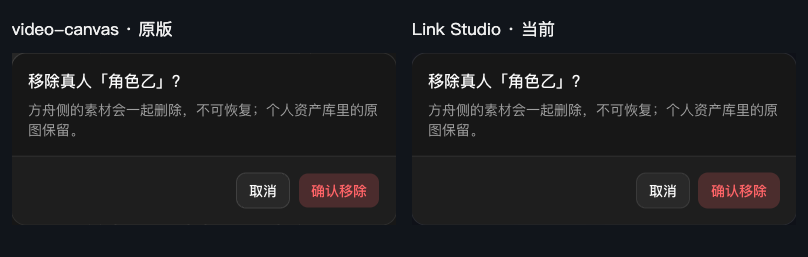 video-canvas · 原版
移除真人「角色乙」?
方舟侧的素材会一起删除，不可恢复；个人资产库里的原
图保留。
取消
确认移除
Link Studio · 当前
移除真人「角色乙」?
方舟侧的素材会一起删除，不可恢复；个人资产库里的原
图保留。
取消
确认移除